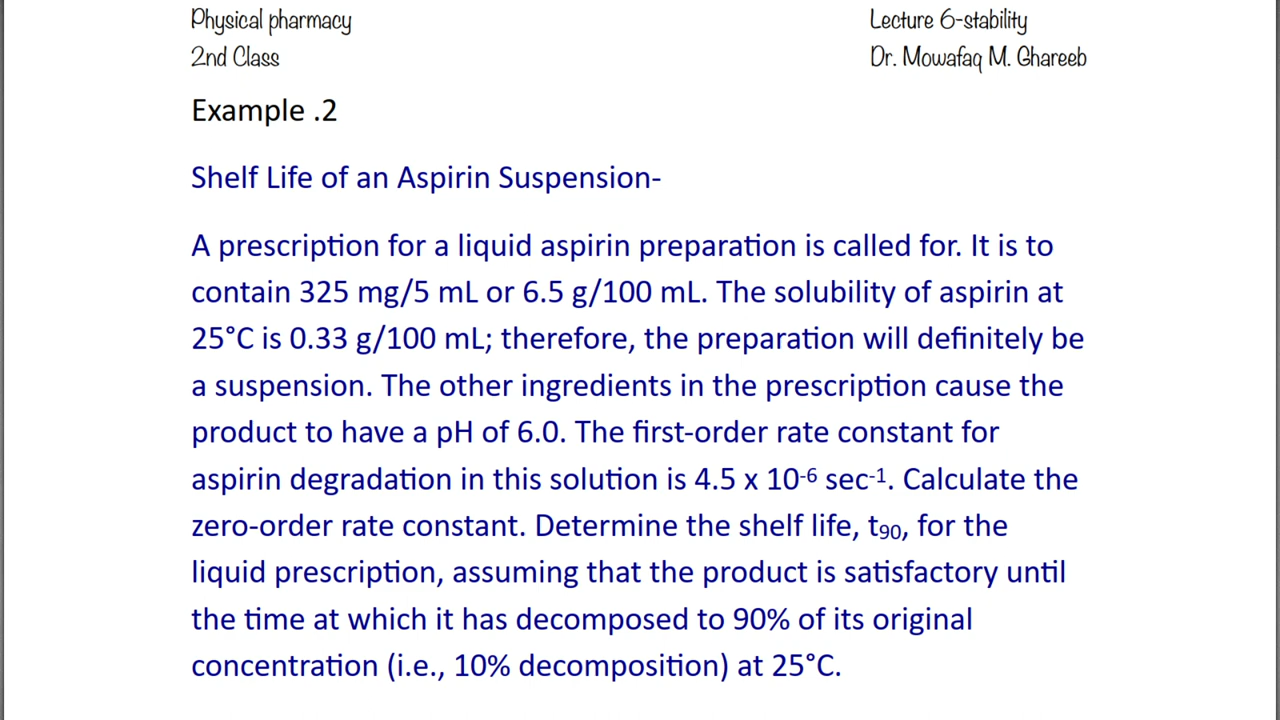 Physical pharmacy
Lecture 6-stability
2nd Class
Dr. Mowafaq M. Ghareeb
Example .2
Shelf Life of an Aspirin Suspension-
A prescription for a liquid aspirin preparation is called for. It is to
contain 325 mg/5 mL or 6.5 g/100 mL. The solubility of aspirin at
25°C is 0.33 g/100 mL; therefore, the preparation will definitely be
a suspension. The other ingredients in the prescription cause the
product to have a pH of 6.0. The first-order rate constant for
aspirin degradation in this solution is 4.5 x 10⁻⁶ sec⁻¹. Calculate the
zero-order rate constant. Determine the shelf life, t₉₀, for the
liquid prescription, assuming that the product is satisfactory until
the time at which it has decomposed to 90% of its original
concentration (i.e., 10% decomposition) at 25°C.